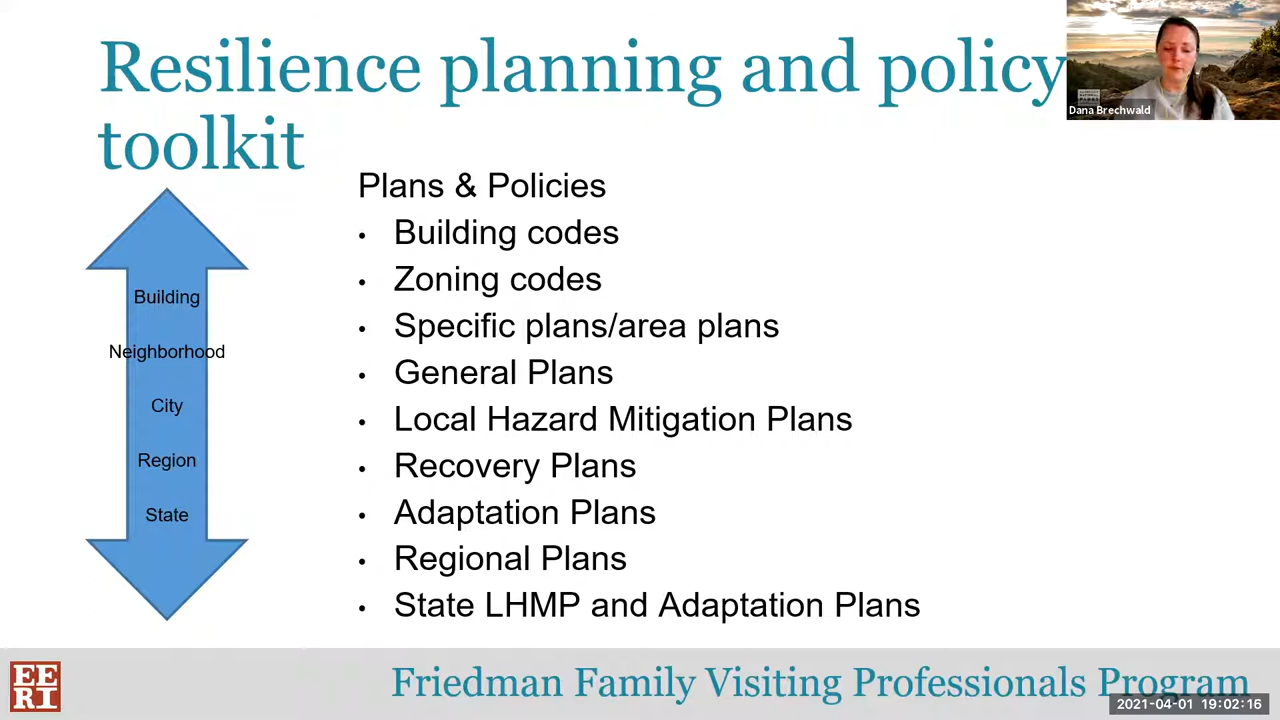 Resilience planning and policy
toolkit
Dana Brechwald
Building
Neighborhood
City
Region
State
Plans & Policies
• Building codes
• Zoning codes
• Specific plans/area plans
• General Plans
• Local Hazard Mitigation Plans
• Recovery Plans
• Adaptation Plans
• Regional Plans
• State LHMP and Adaptation Plans
EE
RI
Friedman Family Visiting Professionals Program
2021-04-01 19:02:16